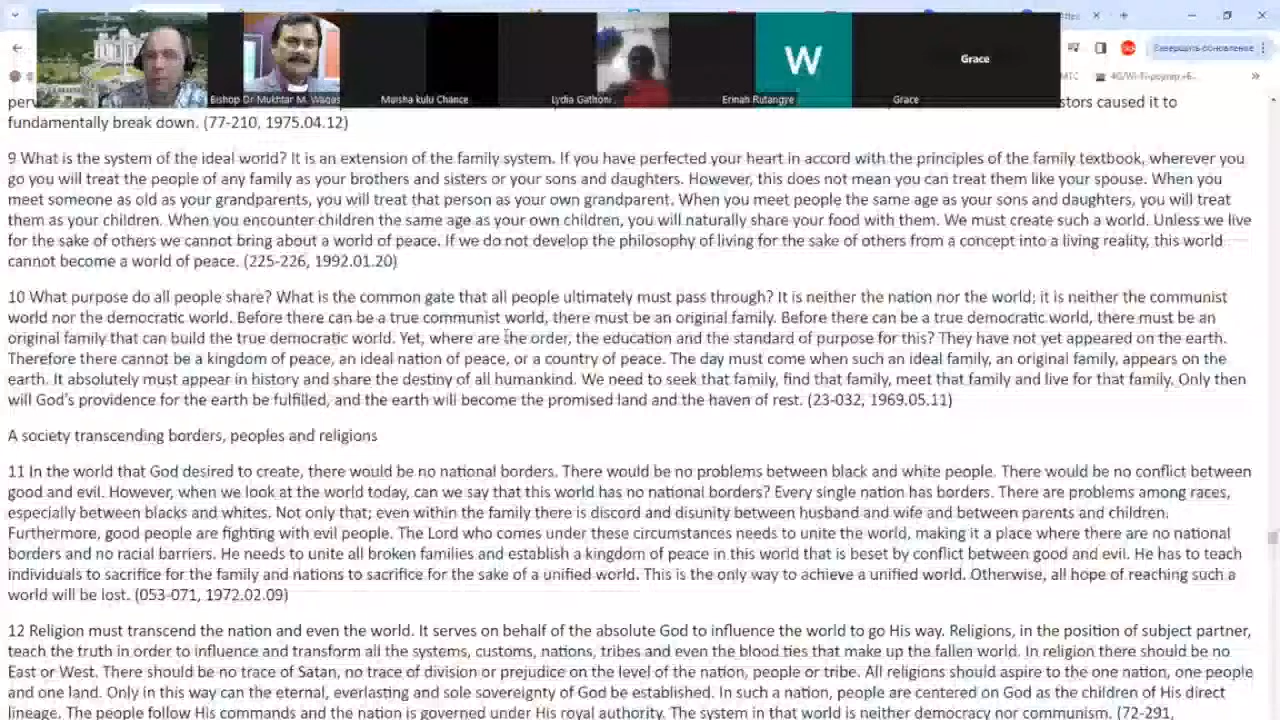 Завершить обновление
МТС
4G/Wi-Fi-роутер «Б...
Bishop Dr Mukhtar M. Waqas
Maisha kulu Chance
Lydia Gathoni
W
Erinah Rutangye
Grace
Grace
stors caused it to
fundamentally break down. (77-210, 1975.04.12)
9 What is the system of the ideal world? It is an extension of the family system. If you have perfected your heart in accord with the principles of the family textbook, wherever you
go you will treat the people of any family as your brothers and sisters or your sons and daughters. However, this does not mean you can treat them like your spouse. When you
meet someone as old as your grandparents, you will treat that person as your own grandparent. When you meet people the same age as your sons and daughters, you will treat
them as your children. When you encounter children the same age as your own children, you will naturally share your food with them. We must create such a world. Unless we live
for the sake of others we cannot bring about a world of peace. If we do not develop the philosophy of living for the sake of others from a concept into a living reality, this world
cannot become a world of peace. (225-226, 1992.01.20)
10 What purpose do all people share? What is the common gate that all people ultimately must pass through? It is neither the nation nor the world; it is neither the communist
world nor the democratic world. Before there can be a true communist world, there must be an original family. Before there can be a true democratic world, there must be an
original family that can build the true democratic world. Yet, where are the order, the education and the standard of purpose for this? They have not yet appeared on the earth.
Therefore there cannot be a kingdom of peace, an ideal nation of peace, or a country of peace. The day must come when such an ideal family, an original family, appears on the
earth. It absolutely must appear in history and share the destiny of all humankind. We need to seek that family, find that family, meet that family and live for that family. Only then
will God's providence for the earth be fulfilled, and the earth will become the promised land and the haven of rest. (23-032, 1969.05.11)
A society transcending borders, peoples and religions
11 In the world that God desired to create, there would be no national borders. There would be no problems between black and white people. There would be no conflict between
good and evil. However, when we look at the world today, can we say that this world has no national borders? Every single nation has borders. There are problems among races,
especially between blacks and whites. Not only that; even within the family there is discord and disunity between husband and wife and between parents and children.
Furthermore, good people are fighting with evil people. The Lord who comes under these circumstances needs to unite the world, making it a place where there are no national
borders and no racial barriers. He needs to unite all broken families and establish a kingdom of peace in this world that is beset by conflict between good and evil. He has to teach
individuals to sacrifice for the family and nations to sacrifice for the sake of a unified world. This is the only way to achieve a unified world. Otherwise, all hope of reaching such a
world will be lost. (053-071, 1972.02.09)
12 Religion must transcend the nation and even the world. It serves on behalf of the absolute God to influence the world to go His way. Religions, in the position of subject partner,
teach the truth in order to influence and transform all the systems, customs, nations, tribes and even the blood ties that make up the fallen world. In religion there should be no
East or West. There should be no trace of Satan, no trace of division or prejudice on the level of the nation, people or tribe. All religions should aspire to the one nation, one people
and one land. Only in this way can the eternal, everlasting and sole sovereignty of God be established. In such a nation, people are centered on God as the children of His direct
lineage. The people follow His commands and the nation is governed under His royal authority. The system in that world is neither democracy nor communism. (72-291,